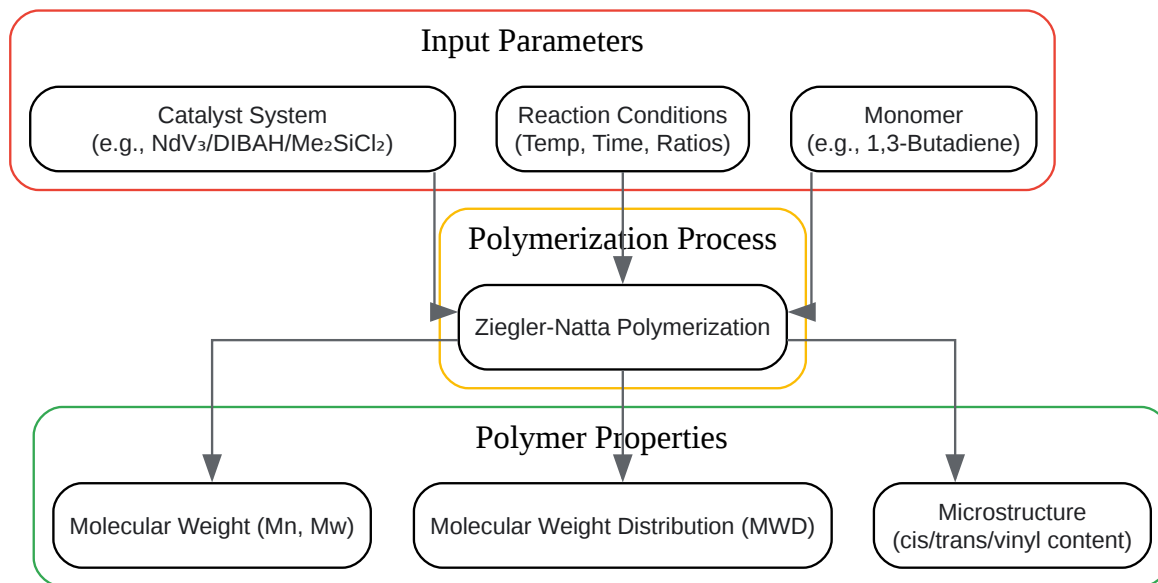 Input Parameters
Catalyst System
(e.g., NdV₃/DIBAH/Me₂SiCl₂)
Reaction Conditions
(Temp, Time, Ratios)
Monomer
(e.g., 1,3-Butadiene)
Polymerization Process
Ziegler-Natta Polymerization
Polymer Properties
Molecular Weight (Mn, Mw)
Molecular Weight Distribution (MWD)
Microstructure
(cis/trans/vinyl content)